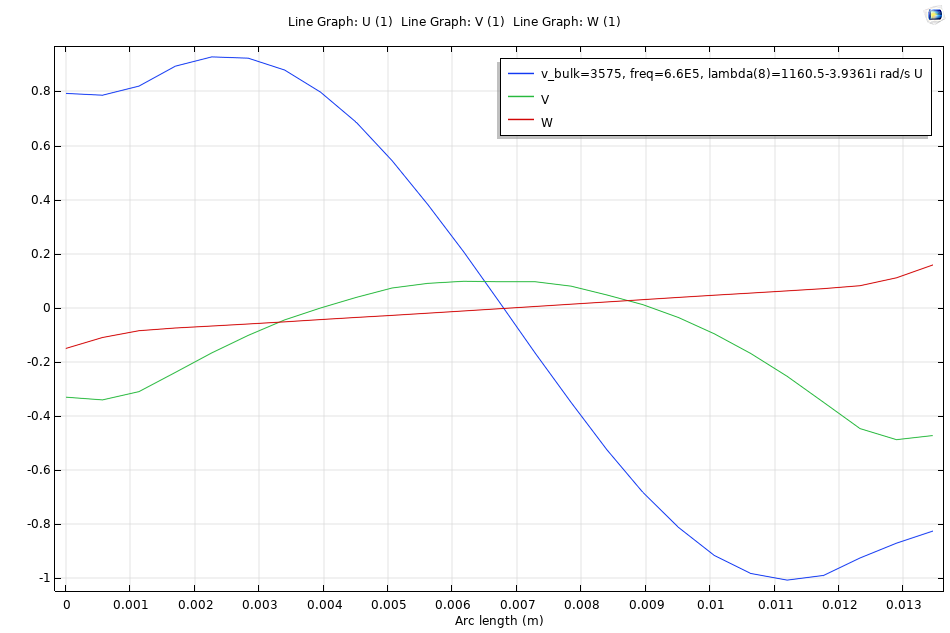 Line Graph: U (1)  Line Graph: V (1)  Line Graph: W (1)
v_bulk=3575, freq=6.6E5, lambda(8)=1160.5-3.9361i rad/s U
V
W
0.8
0.6
0.4
0.2
0
-0.2
-0.4
-0.6
-0.8
-1
0 0.001 0.002 0.003 0.004 0.005 0.006 0.007 0.008 0.009 0.01 0.011 0.012 0.013
Arc length (m)